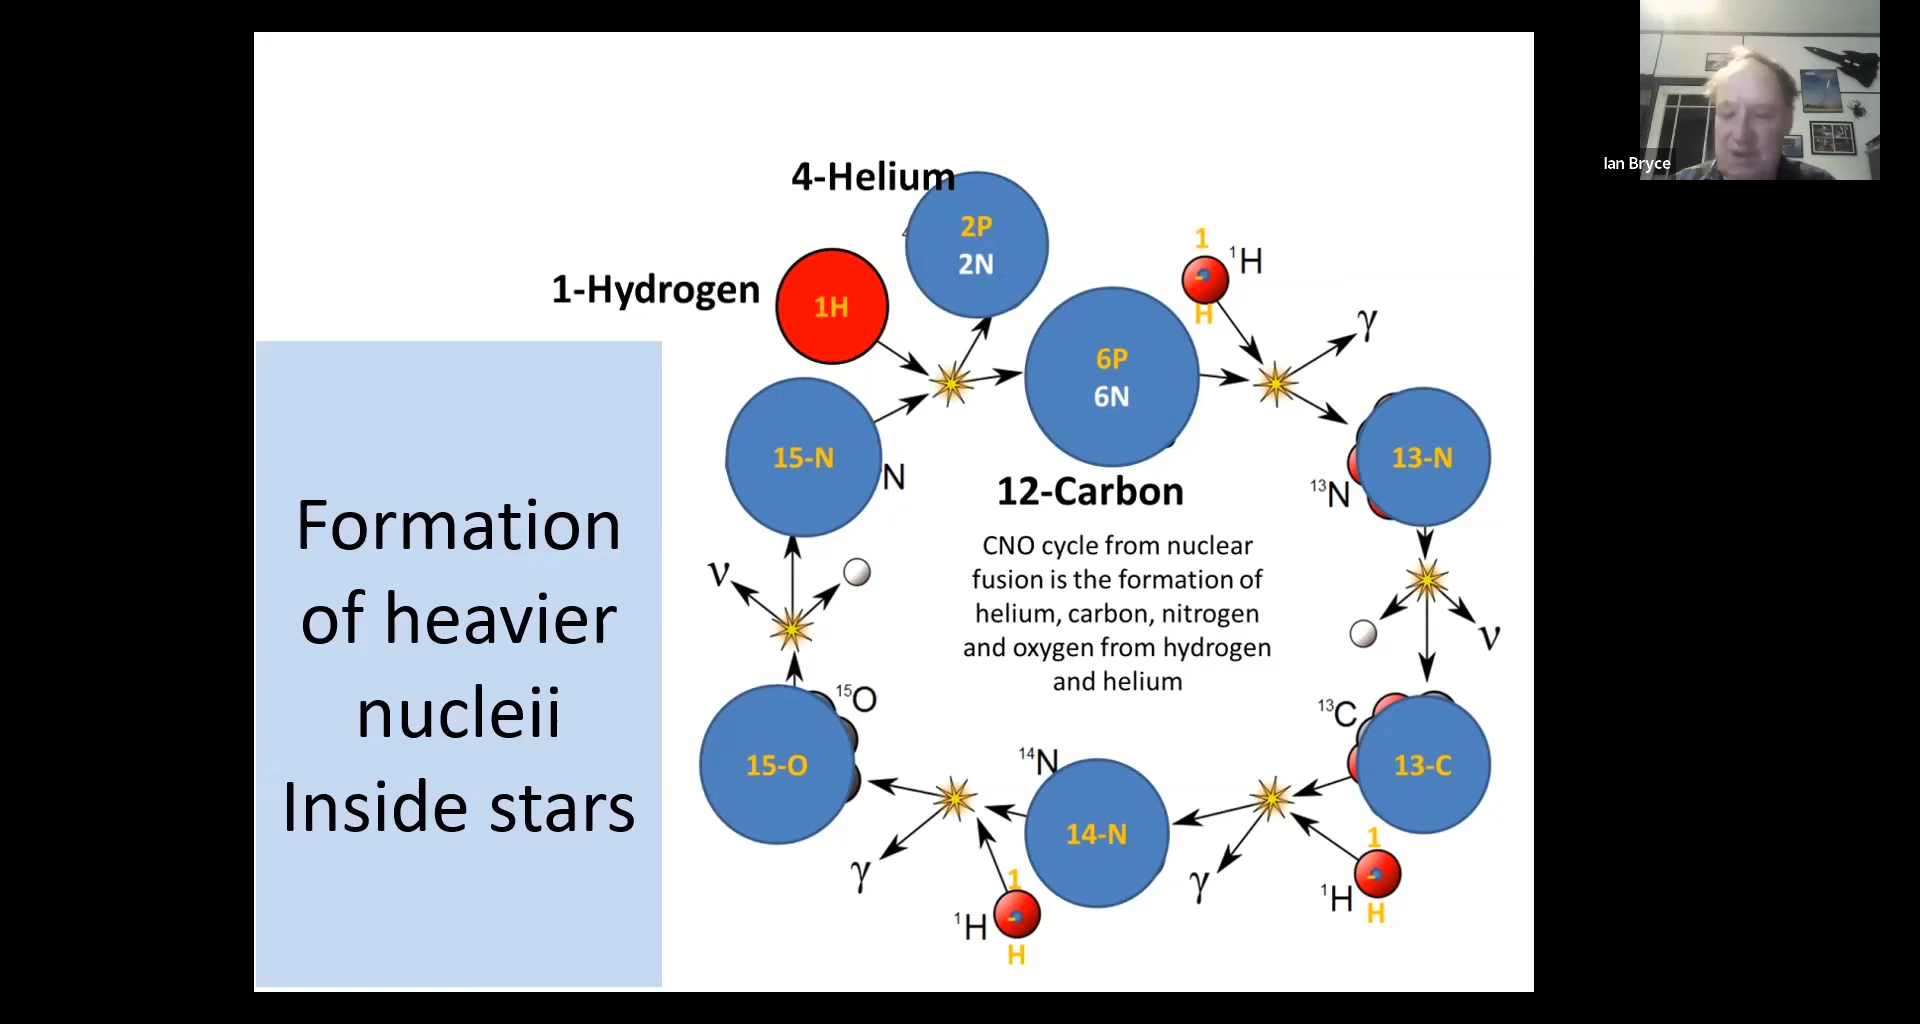 Ian Bryce
4-Helium
2P
2N
1
¹H
H
1-Hydrogen
1H
γ
6P
6N
15-N
N
13-N
¹³N
12-Carbon
CNO cycle from nuclear
fusion is the formation of
helium, carbon, nitrogen
and oxygen from hydrogen
and helium
Formation
of heavier
nucleii
Inside stars
ν
ν
¹⁵O
15-O
¹³C
13-C
¹⁴N
14-N
γ
γ
1
¹H
H
1
¹H
H